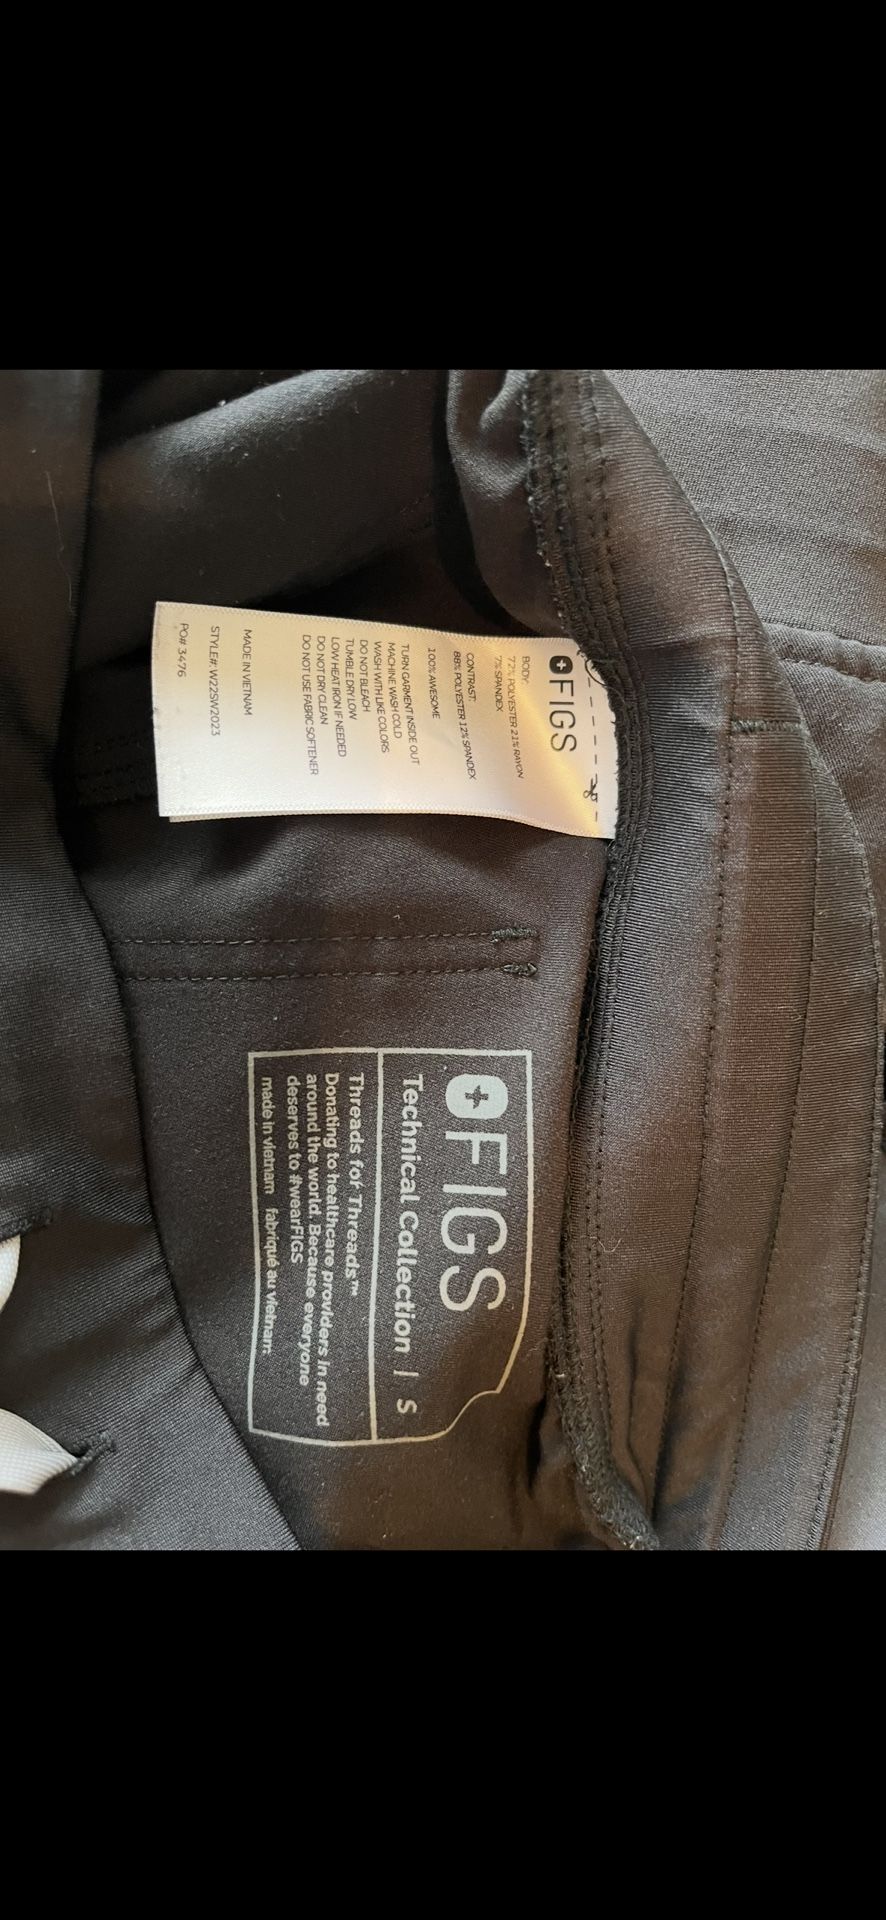 FIGS
BODY:
72% POLYESTER 21% RAYON
7% SPANDEX
CONTRAST:
88% POLYESTER 12% SPANDEX
100% AWESOME
TURN GARMENT INSIDE OUT
MACHINE WASH COLD
WASH WITH LIKE COLORS
DO NOT BLEACH
TUMBLE DRY LOW
LOW HEAT IRON IF NEEDED
DO NOT DRY CLEAN
DO NOT USE FABRIC SOFTENER
MADE IN VIETNAM
STYLE#: W22SW2023
PO# 3476
FIGS
Technical Collection | S
Threads for Threads™
Donating to healthcare providers in need
around the world. Because everyone
deserves to #wearFIGS
made in vietnam fabriqué au vietnam: